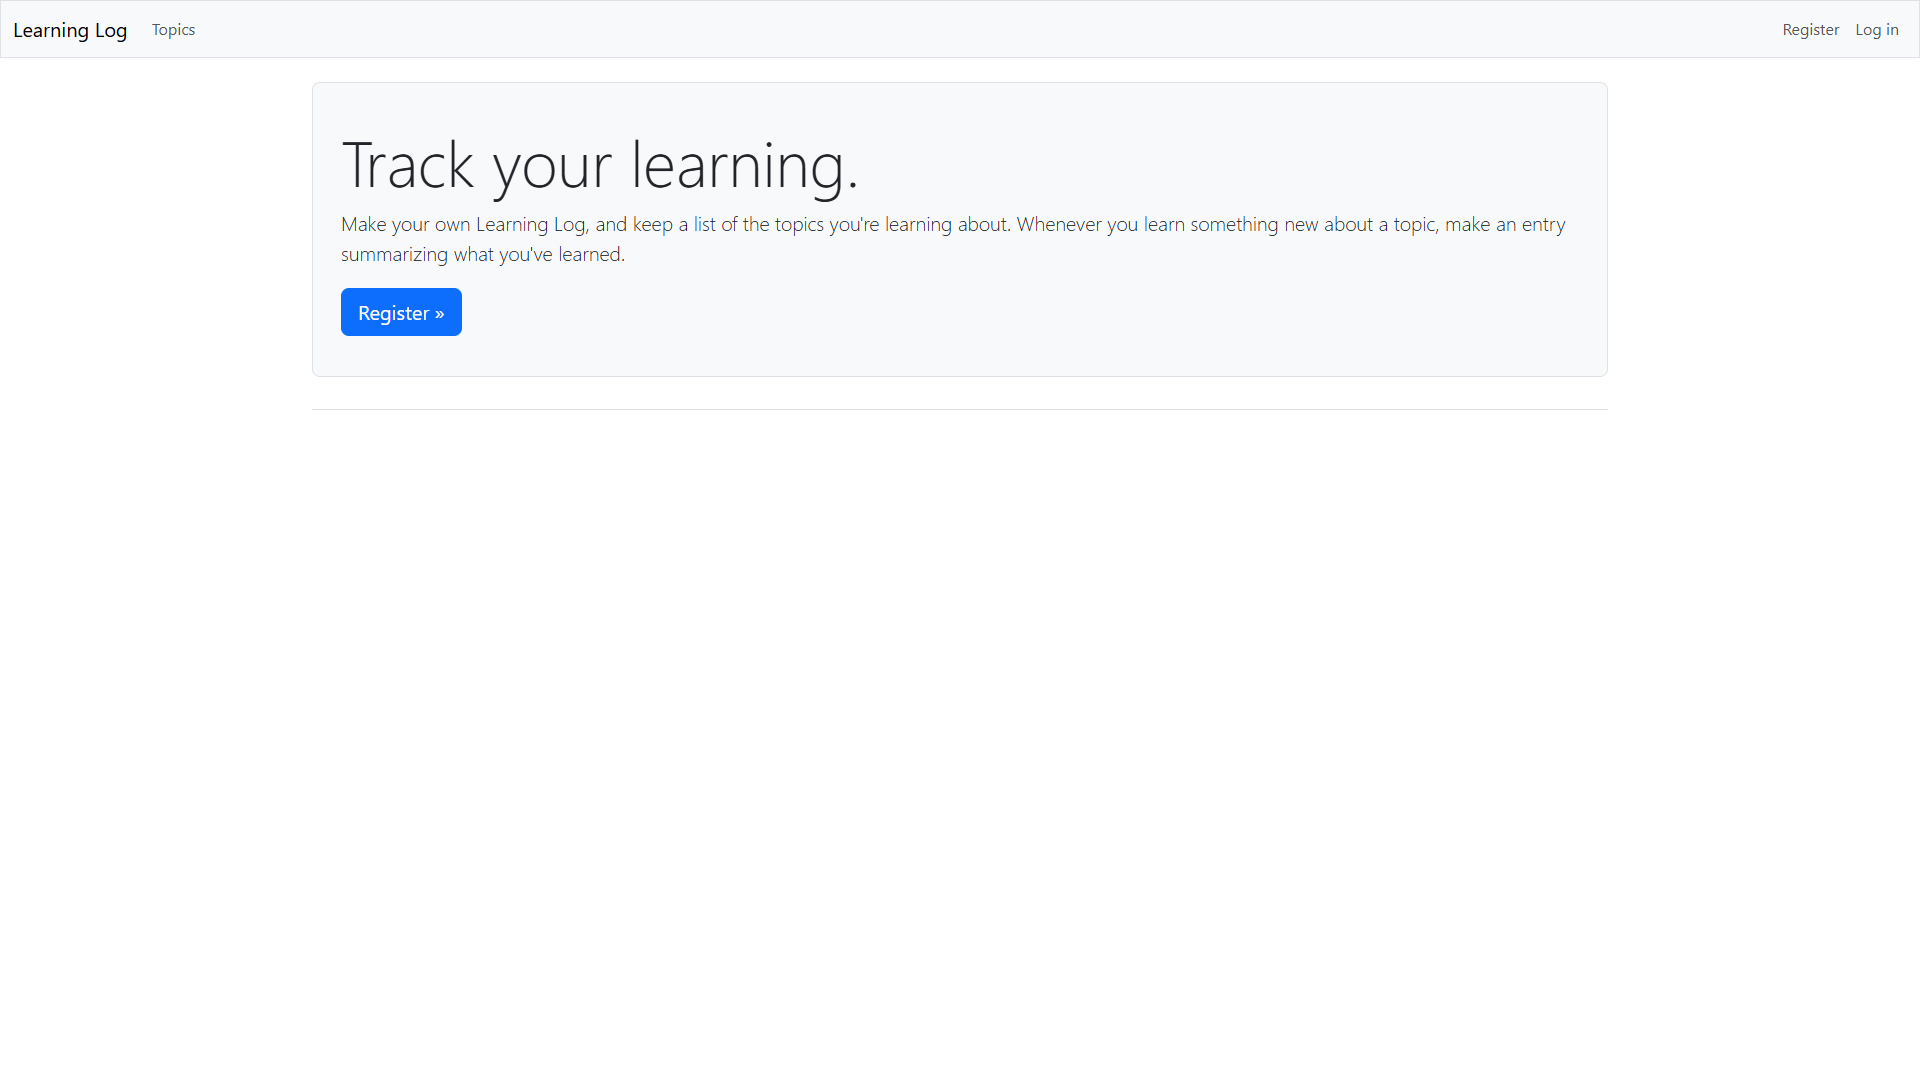 Learning Log Topics Register Log in
Track your learning.
Make your own Learning Log, and keep a list of the topics you're learning about. Whenever you learn something new about a topic, make an entry
summarizing what you've learned.
Register »